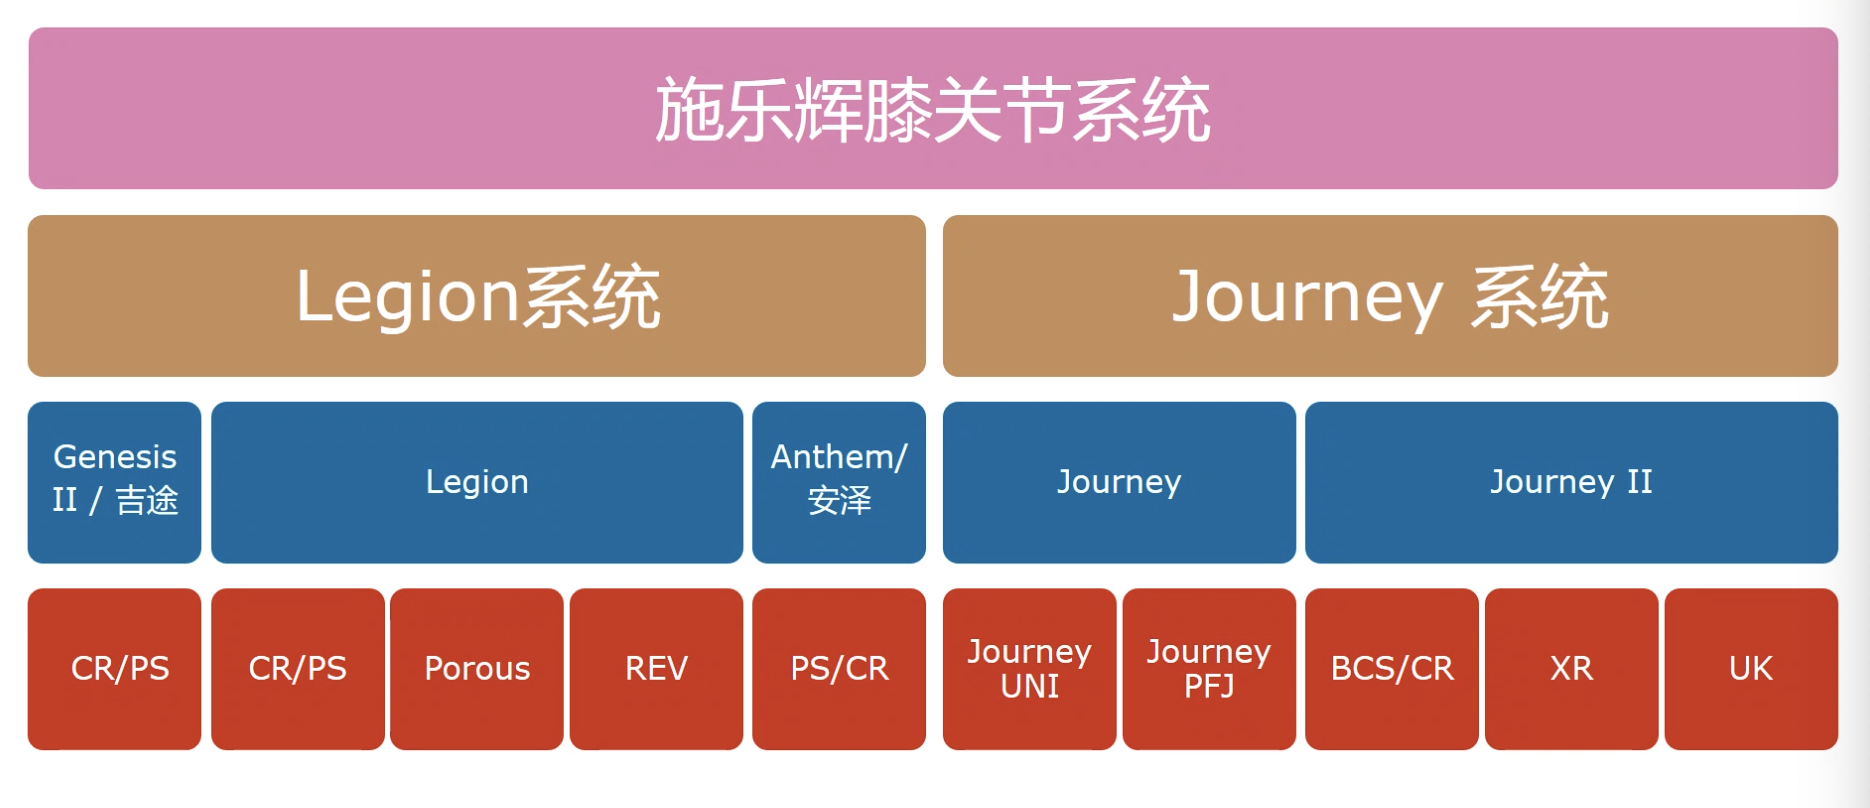 施乐辉膝关节系统
Legion系统
Journey 系统
Genesis
II / 吉途
Legion
Anthem/
安泽
Journey
Journey II
CR/PS
CR/PS
Porous
REV
PS/CR
Journey
UNI
Journey
PFJ
BCS/CR
XR
UK